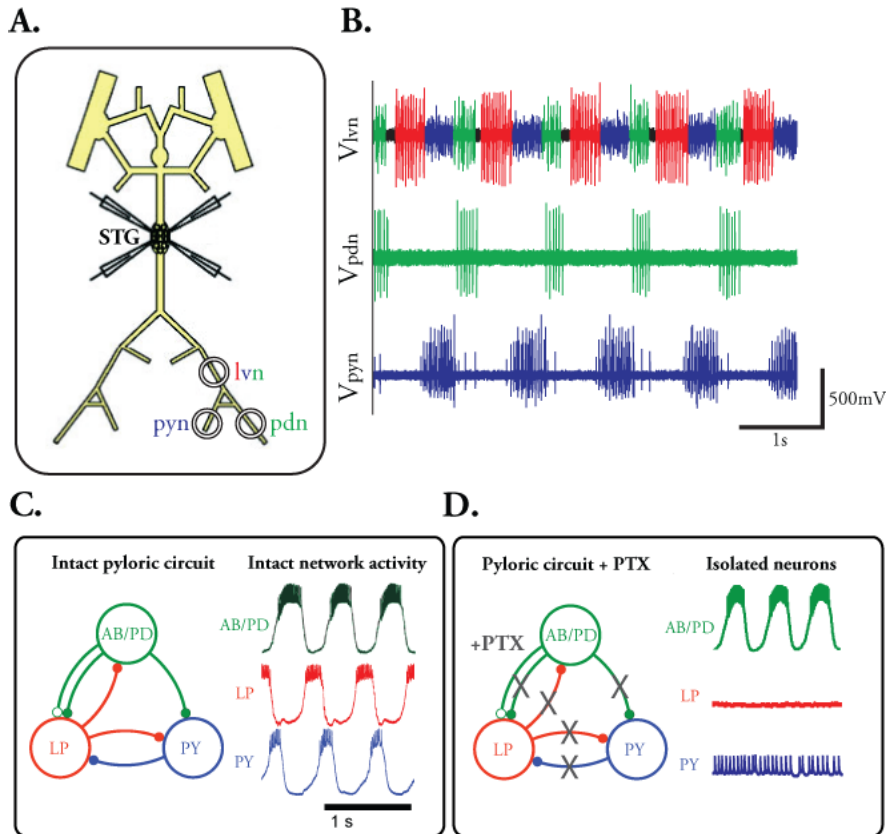 A.
STG
lvn
pyn
pdn
B.
Vlvn
Vpdn
Vpyn
500mV
1s
C.
Intact pyloric circuit
Intact network activity
AB/PD
LP
PY
AB/PD
LP
PY
1 s
D.
Pyloric circuit + PTX
Isolated neurons
+PTX
AB/PD
X
X
X
X
X
LP
PY
AB/PD
LP
PY